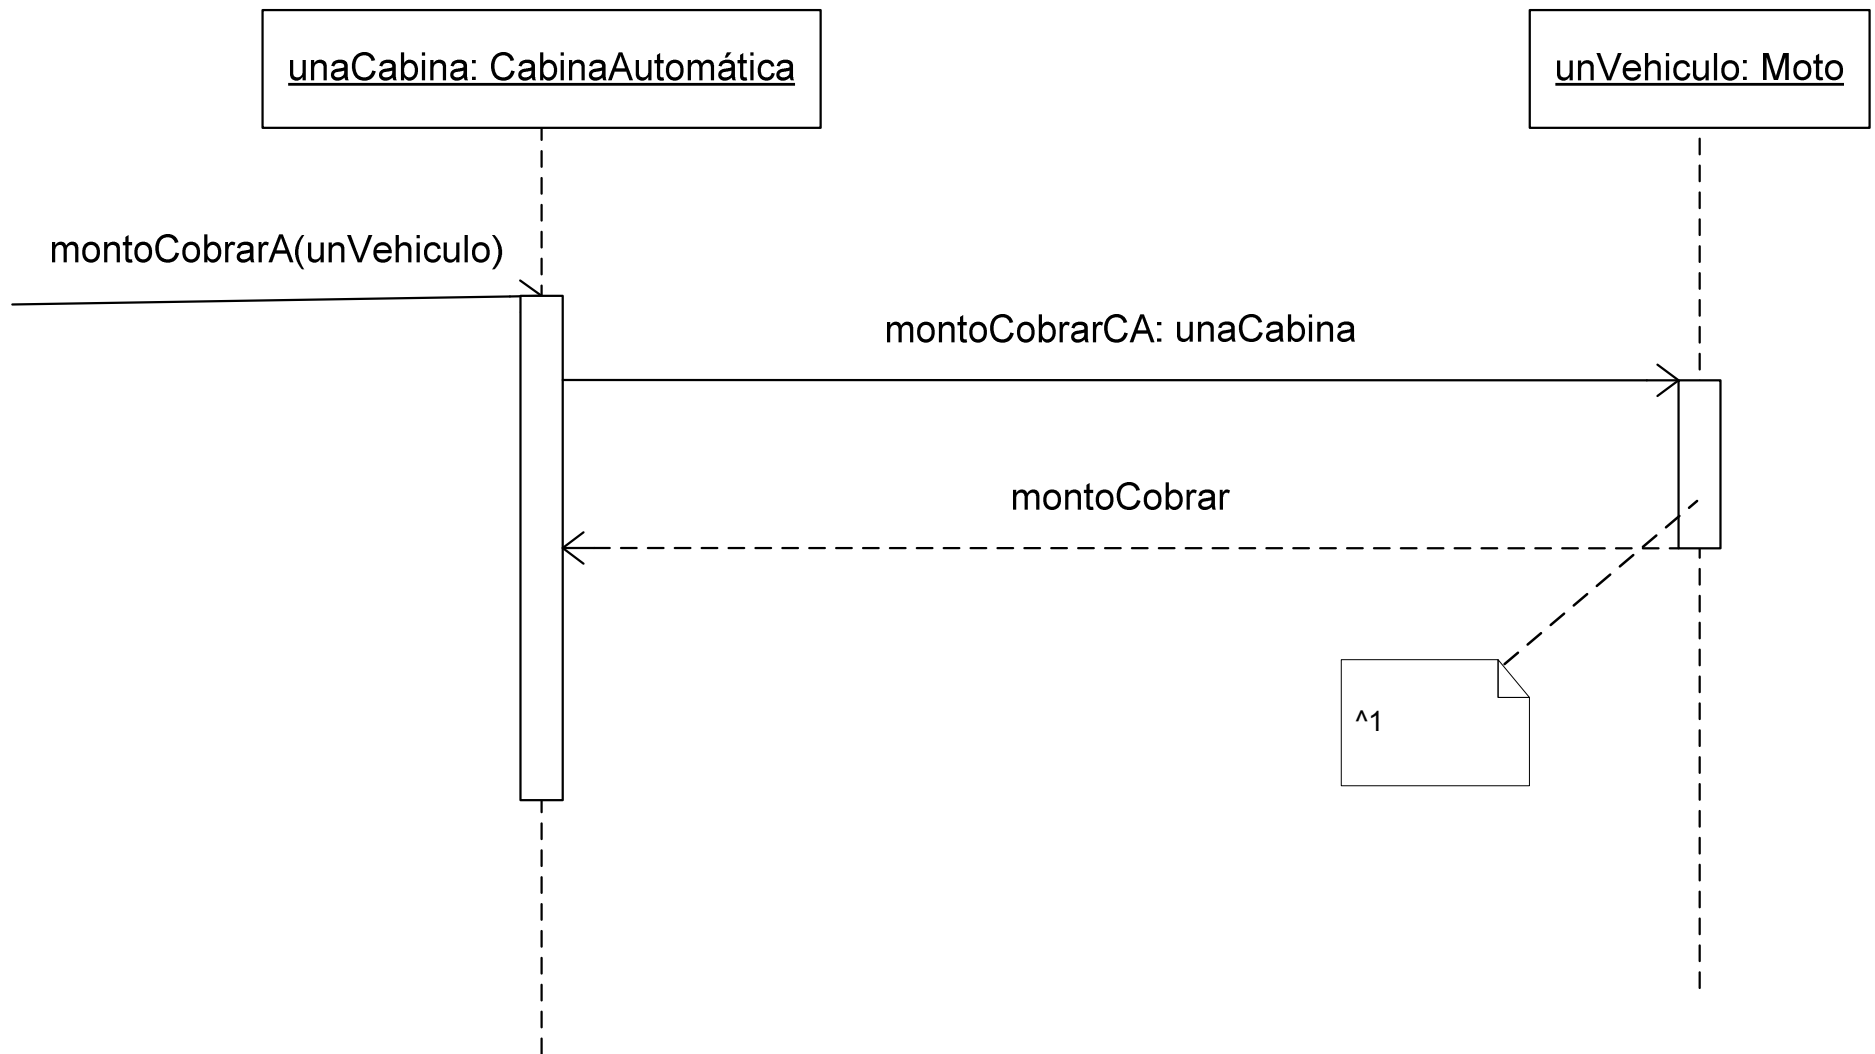 unaCabina: CabinaAutomática
unVehiculo: Moto
montoCobrarA(unVehiculo)
montoCobrarCA: unaCabina
montoCobrar
^1